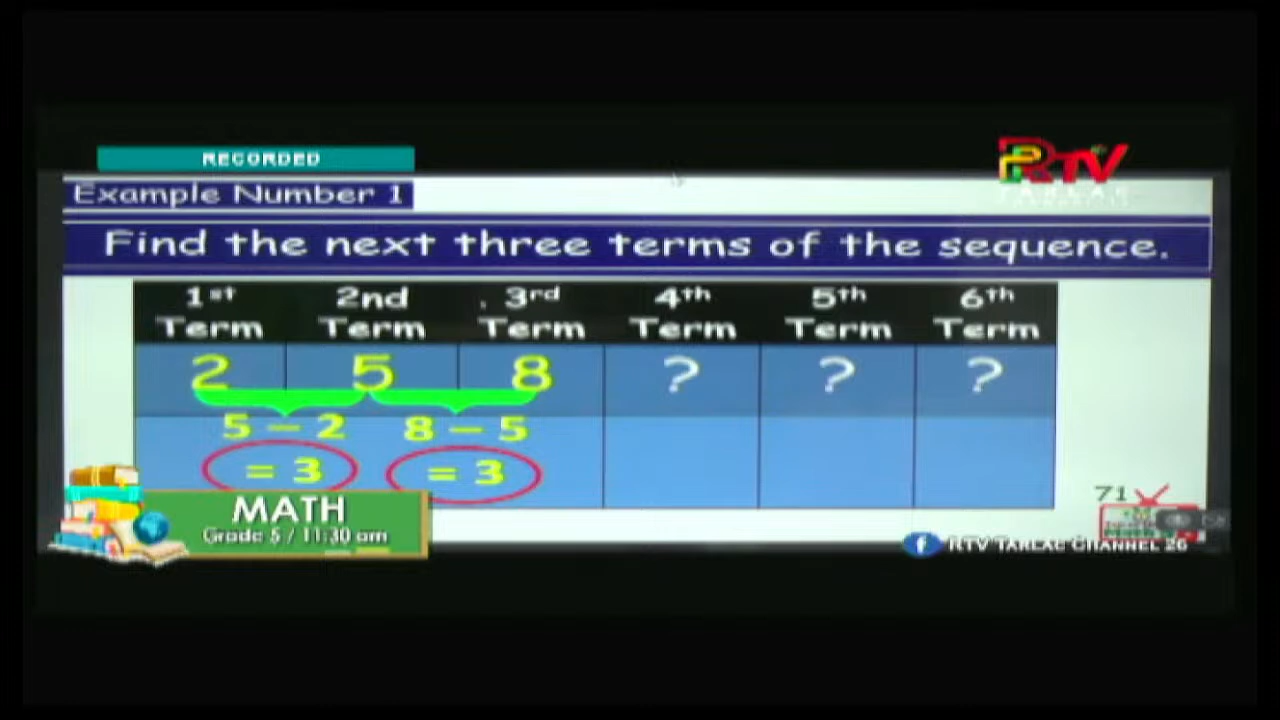 RECORDED
RTV
TARLAC
Example Number 1
Find the next three terms of the sequence.
1st Term 2nd Term 3rd Term 4th Term 5th Term 6th Term
2 5 8 ? ? ?
5 – 2 8 – 5
= 3 = 3
MATH
Grade 5 / 11:30 am
71
f RTV TARLAC CHANNEL 26